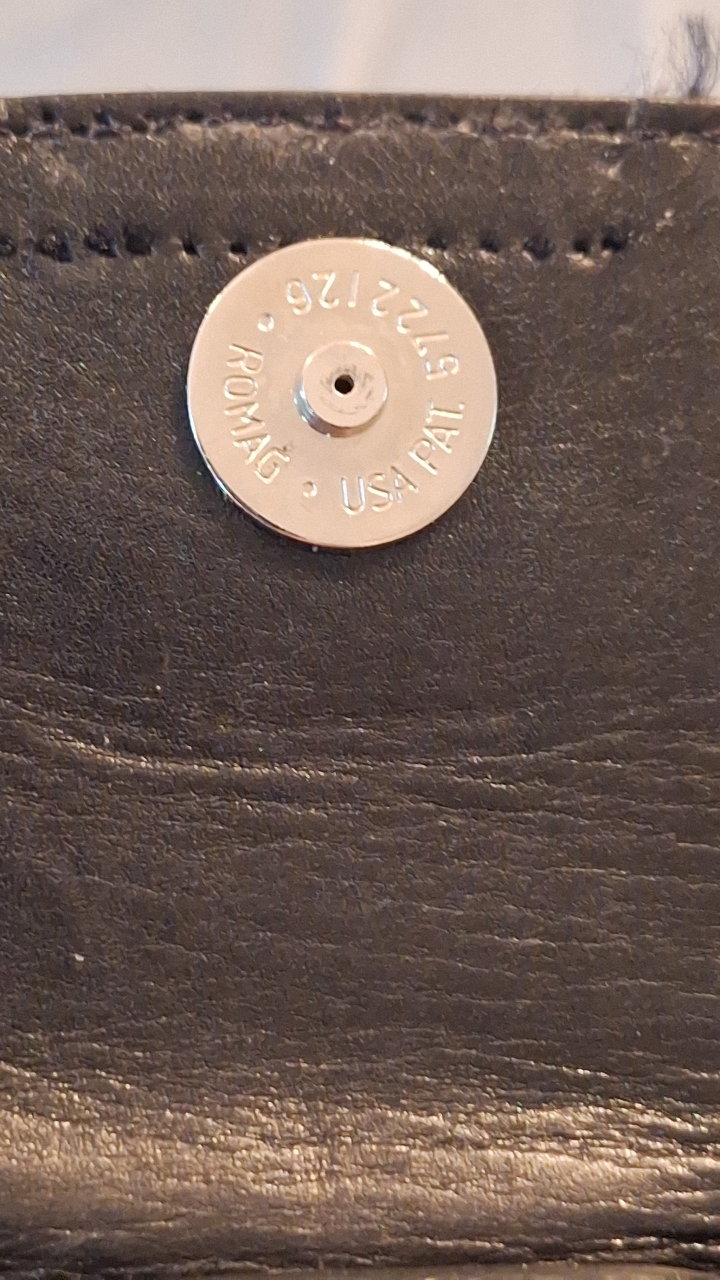 ROMAG • USA PAT. 5722126 •